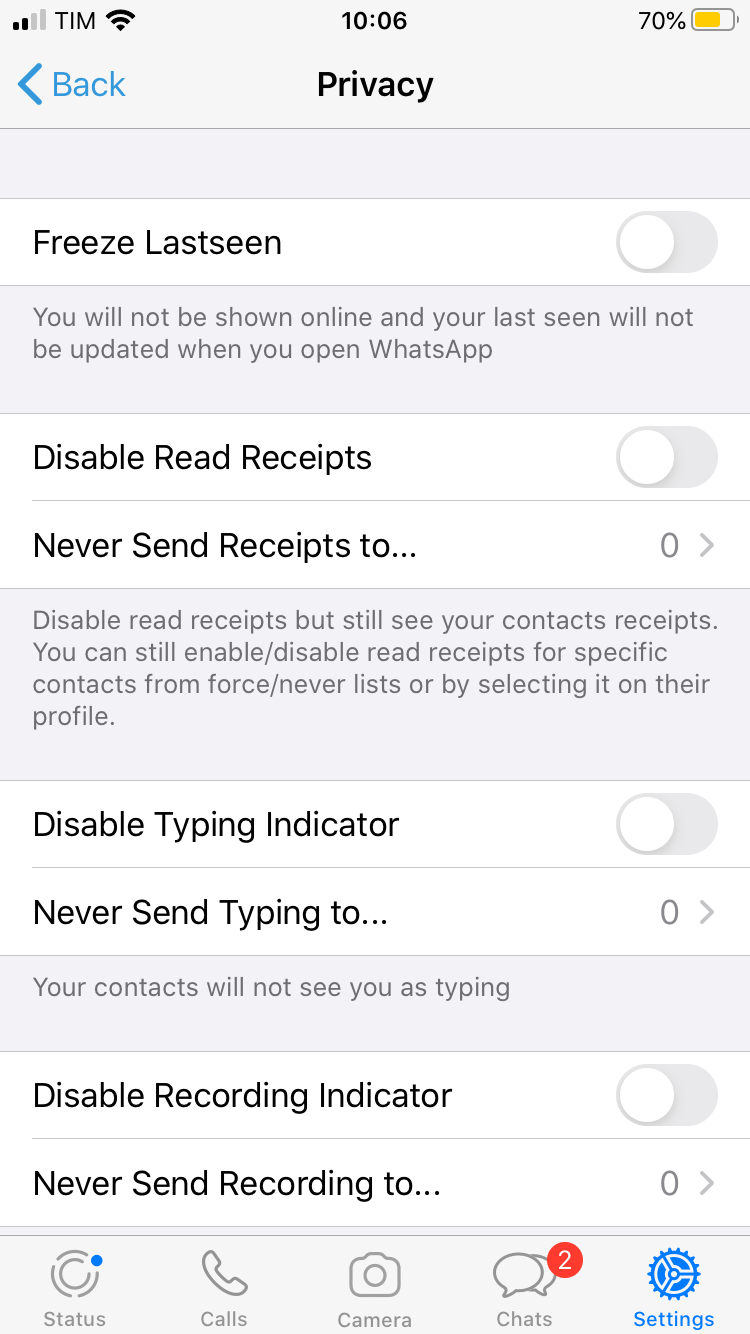 TIM 10:06 70%
Back Privacy
Freeze Lastseen
You will not be shown online and your last seen will not
be updated when you open WhatsApp
Disable Read Receipts
Never Send Receipts to... 0
Disable read receipts but still see your contacts receipts.
You can still enable/disable read receipts for specific
contacts from force/never lists or by selecting it on their
profile.
Disable Typing Indicator
Never Send Typing to... 0
Your contacts will not see you as typing
Disable Recording Indicator
Never Send Recording to... 0
2
Status Calls Camera Chats Settings